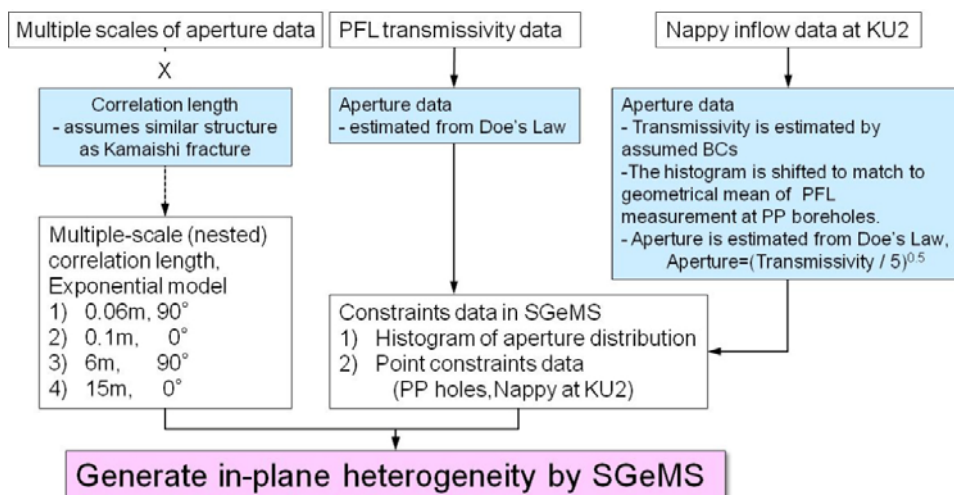 Multiple scales of aperture data
X
Correlation length
- assumes similar structure
as Kamaishi fracture
Multiple-scale (nested)
correlation length,
Exponential model
1) 0.06m, 90°
2) 0.1m, 0°
3) 6m, 90°
4) 15m, 0°
PFL transmissivity data
Aperture data
- estimated from Doe's Law
Nappy inflow data at KU2
Aperture data
- Transmissivity is estimated by
assumed BCs
-The histogram is shifted to match to
geometrical mean of PFL
measurement at PP boreholes.
- Aperture is estimated from Doe's Law,
Aperture=(Transmissivity / 5)^0.5
Constraints data in SGeMS
1) Histogram of aperture distribution
2) Point constraints data
(PP holes,Nappy at KU2)
Generate in-plane heterogeneity by SGeMS